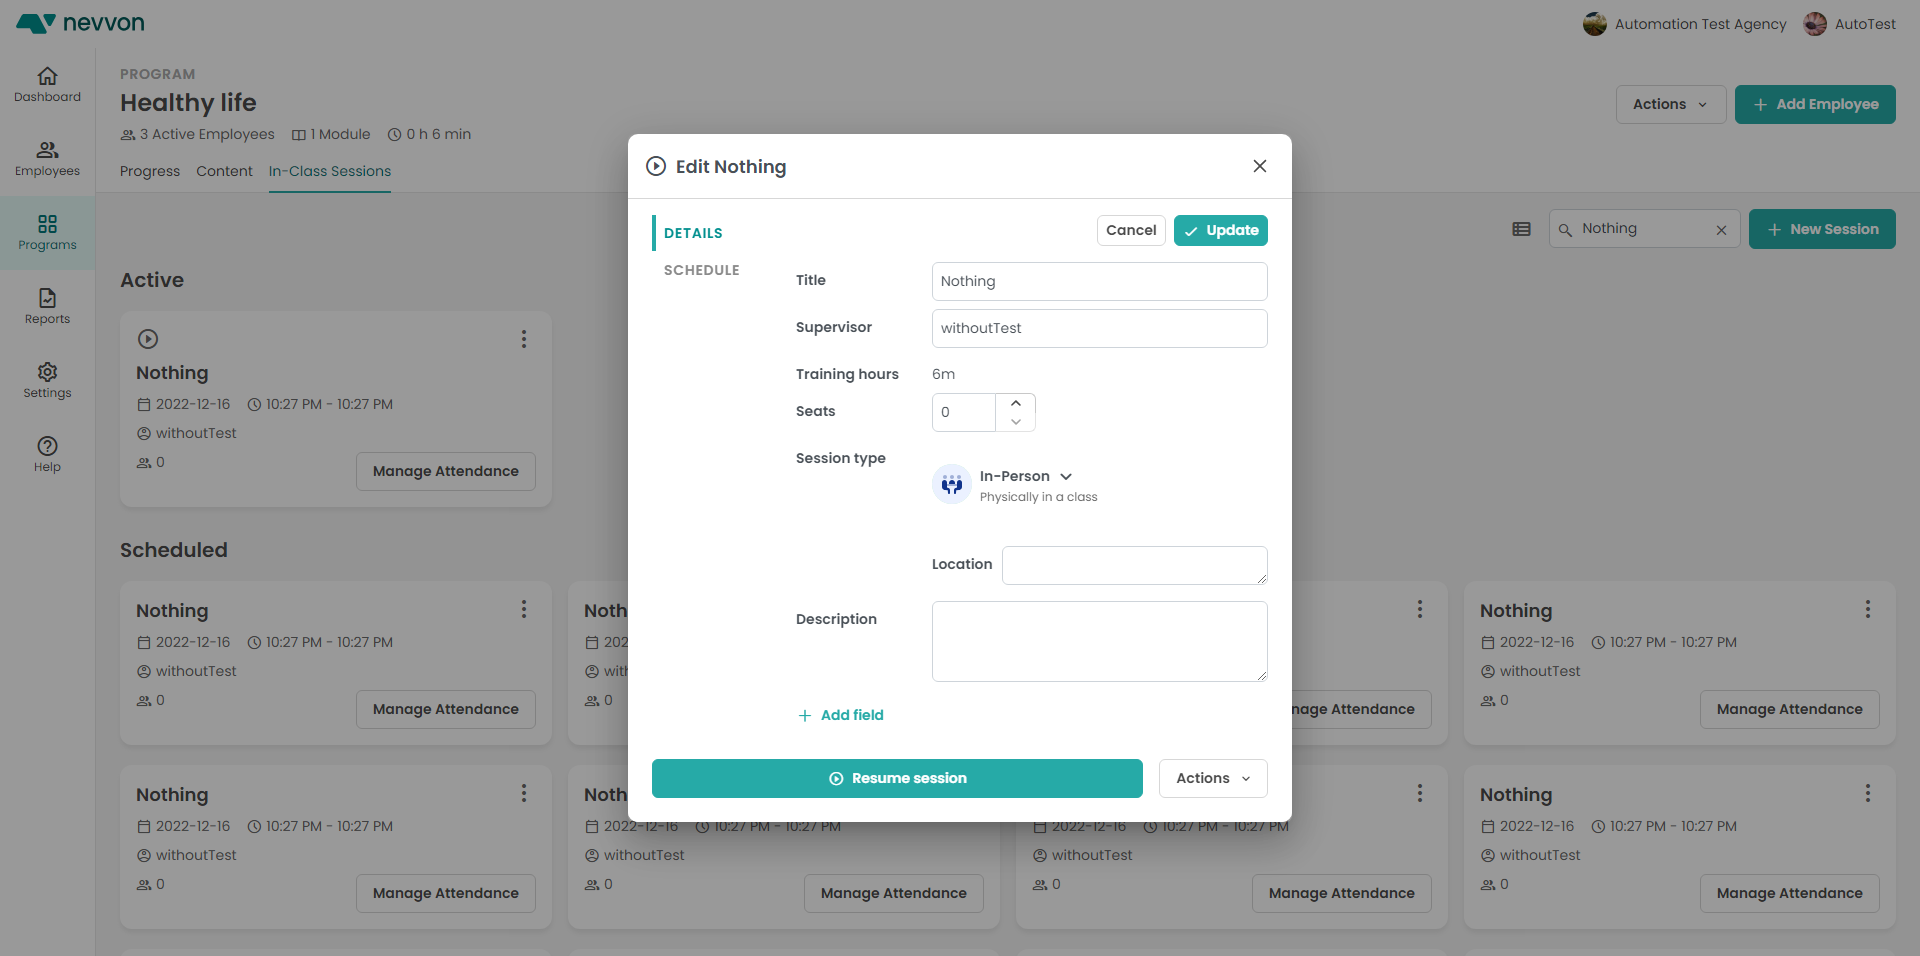 nevvon
Automation Test Agency
AutoTest
Dashboard
Employees
Programs
Reports
Settings
Help
PROGRAM
Healthy life
3 Active Employees 1 Module 0 h 6 min
Actions
Add Employee
Progress Content In-Class Sessions
Nothing
New Session
Active
Nothing
2022-12-16 10:27 PM - 10:27 PM
withoutTest
0
Manage Attendance
Scheduled
Nothing
2022-12-16 10:27 PM - 10:27 PM
withoutTest
0
Manage Attendance
Noth
202
with
0
nage Attendance
Nothing
2022-12-16 10:27 PM - 10:27 PM
withoutTest
0
Manage Attendance
Nothing
2022-12-16 10:27 PM - 10:27 PM
withoutTest
0
Manage Attendance
Noth
2022-12-16 10:27 PM - 10:27 PM
withoutTest
0
Manage Attendance
2022-12-16 10:27 PM - 10:27 PM
withoutTest
0
Manage Attendance
Nothing
2022-12-16 10:27 PM - 10:27 PM
withoutTest
0
Manage Attendance
Edit Nothing
DETAILS
SCHEDULE
Cancel
Update
Title
Nothing
Supervisor
withoutTest
Training hours
6m
Seats
0
Session type
In-Person
Physically in a class
Location
Description
Add field
Resume session
Actions